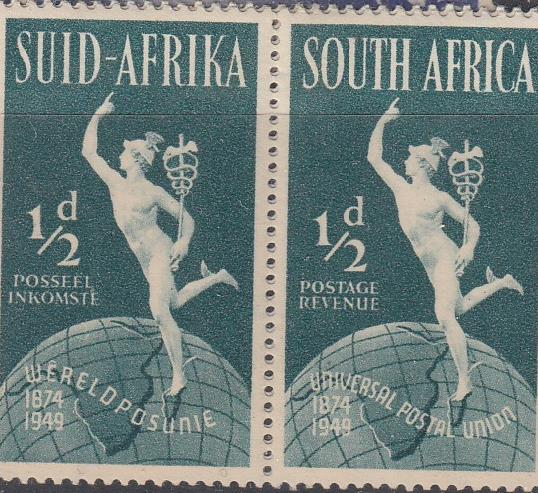 SUID-AFRIKA
½d
POSSEEL
INKOMSTE
WÊRELDPOSUNIE
1874
1949
SOUTH AFRICA
½d
POSTAGE
REVENUE
UNIVERSAL POSTAL UNION
1874
1949